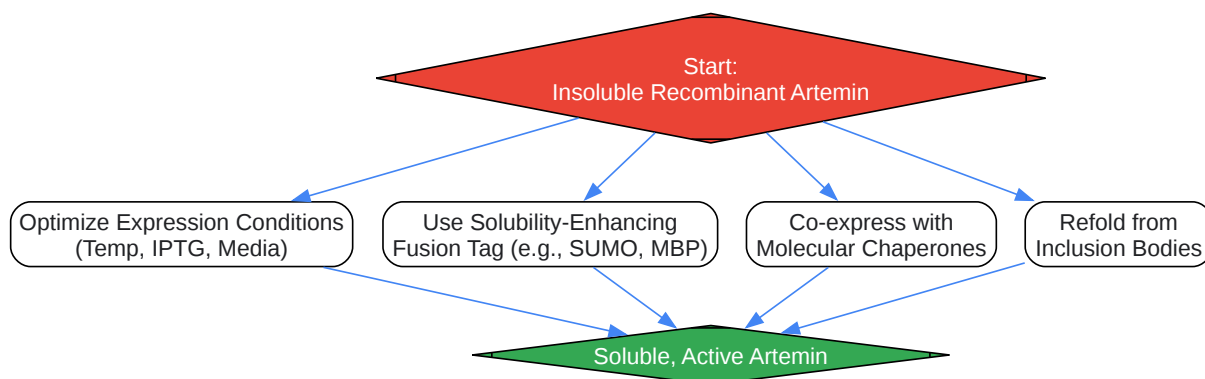 Start:
Insoluble Recombinant Artemin
Optimize Expression Conditions
(Temp, IPTG, Media)
Use Solubility-Enhancing
Fusion Tag (e.g., SUMO, MBP)
Co-express with
Molecular Chaperones
Refold from
Inclusion Bodies
Soluble, Active Artemin